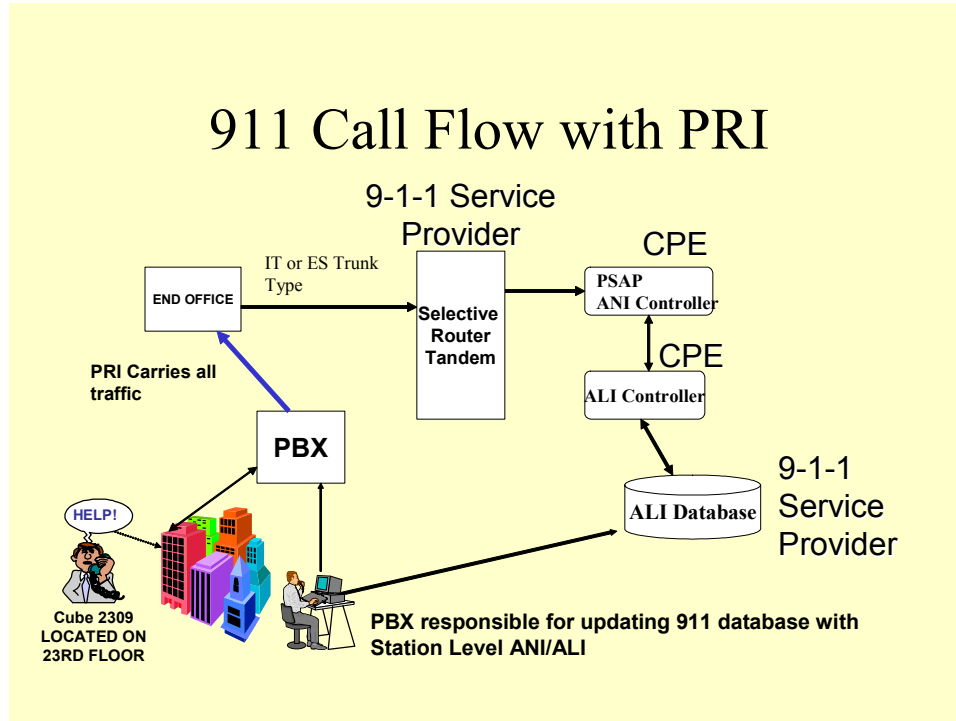 911 Call Flow with PRI
9-1-1 Service
Provider
CPE
IT or ES Trunk
Type
END OFFICE
Selective
Router
Tandem
PSAP
ANI Controller
CPE
PRI Carries all
traffic
ALI Controller
PBX
9-1-1
Service
Provider
ALI Database
HELP!
Cube 2309
LOCATED ON
23RD FLOOR
PBX responsible for updating 911 database with
Station Level ANI/ALI